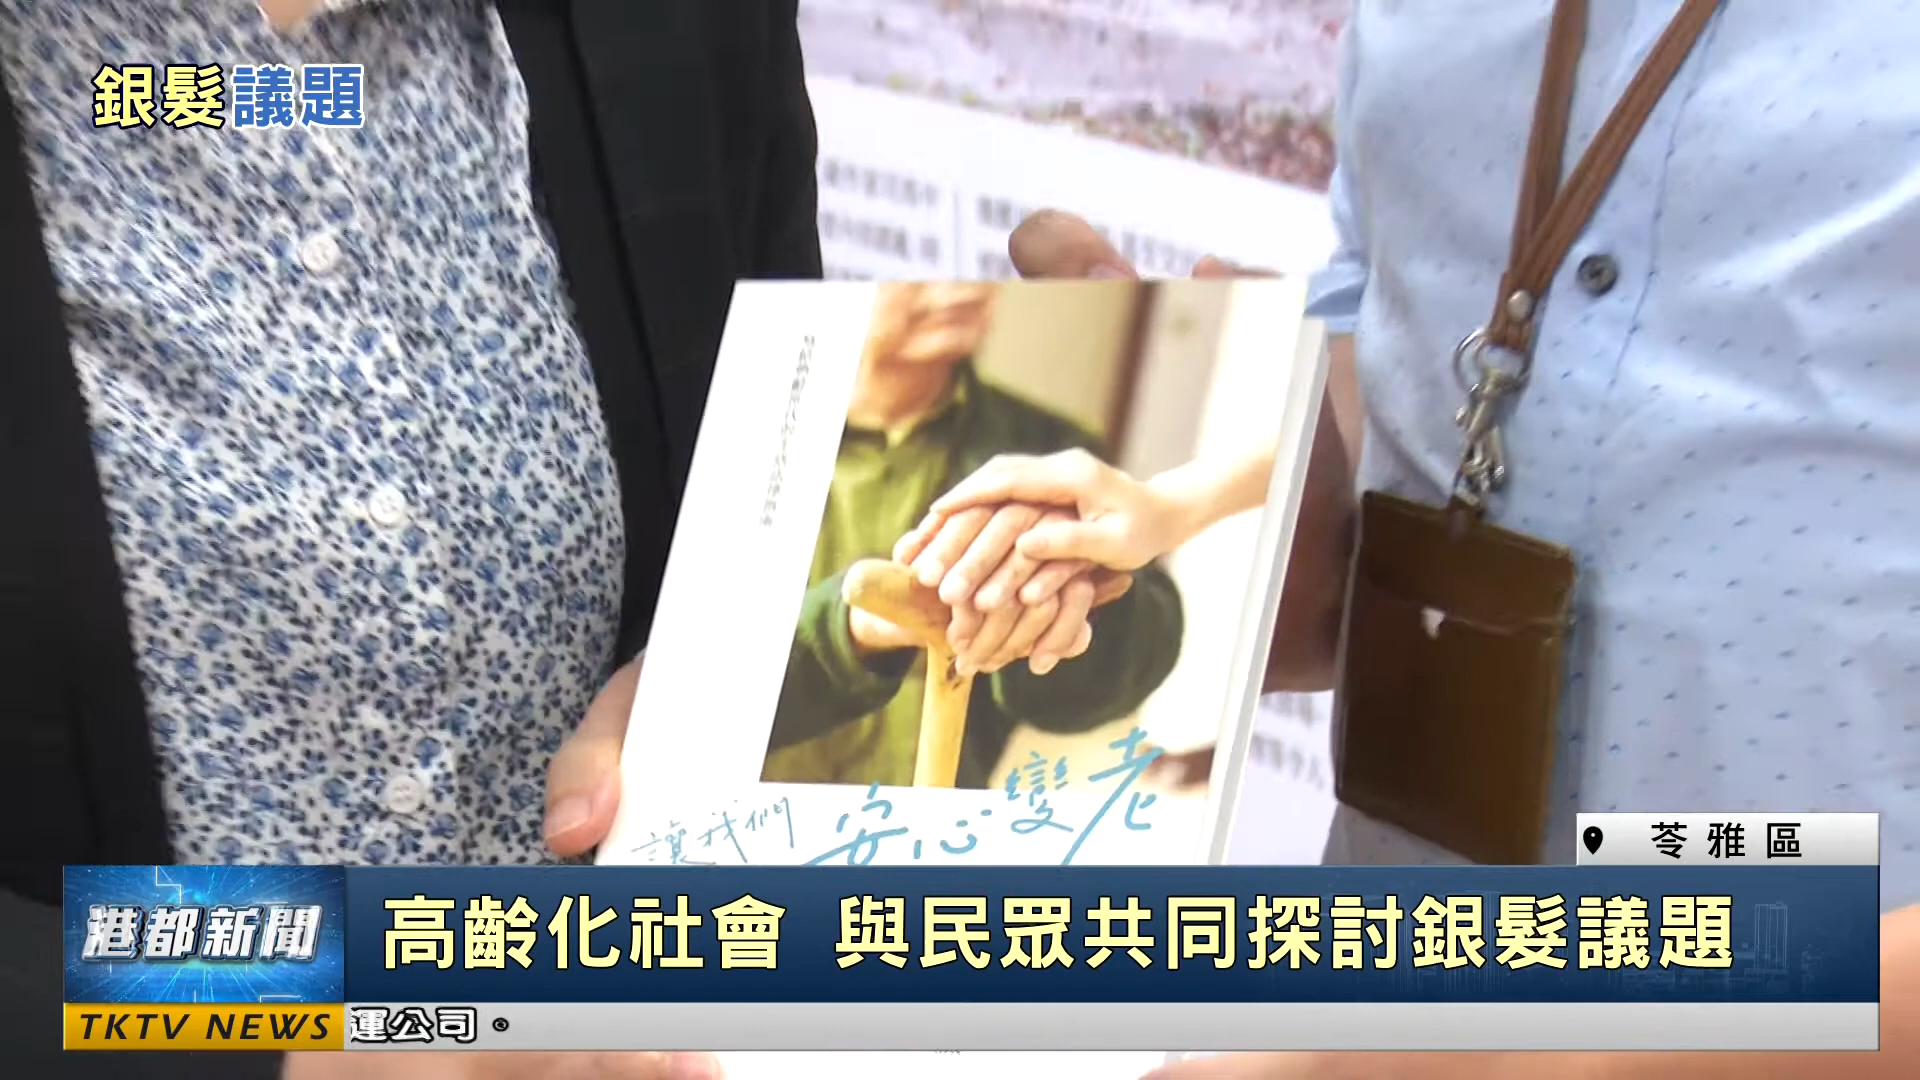 銀髮議題
讓我們
安心變老
苓雅區
港都新聞
高齡化社會 與民眾共同探討銀髮議題
TKTV NEWS
運公司。